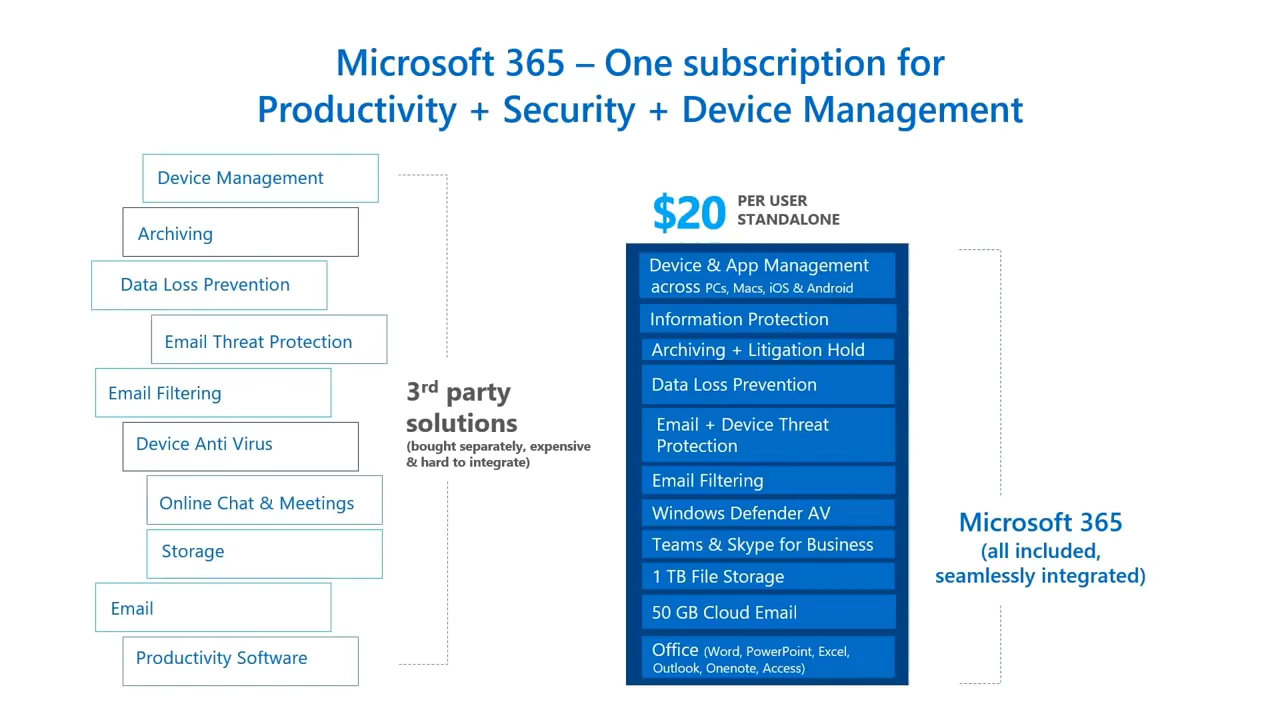 Microsoft 365 – One subscription for
Productivity + Security + Device Management
Device Management
Archiving
Data Loss Prevention
Email Threat Protection
Email Filtering
Device Anti Virus
Online Chat & Meetings
Storage
Email
Productivity Software
3rd party
solutions
(bought separately, expensive
& hard to integrate)
$20 PER USER
STANDALONE
Device & App Management
across PCs, Macs, iOS & Android
Information Protection
Archiving + Litigation Hold
Data Loss Prevention
Email + Device Threat
Protection
Email Filtering
Windows Defender AV
Teams & Skype for Business
1 TB File Storage
50 GB Cloud Email
Office (Word, PowerPoint, Excel,
Outlook, Onenote, Access)
Microsoft 365
(all included,
seamlessly integrated)